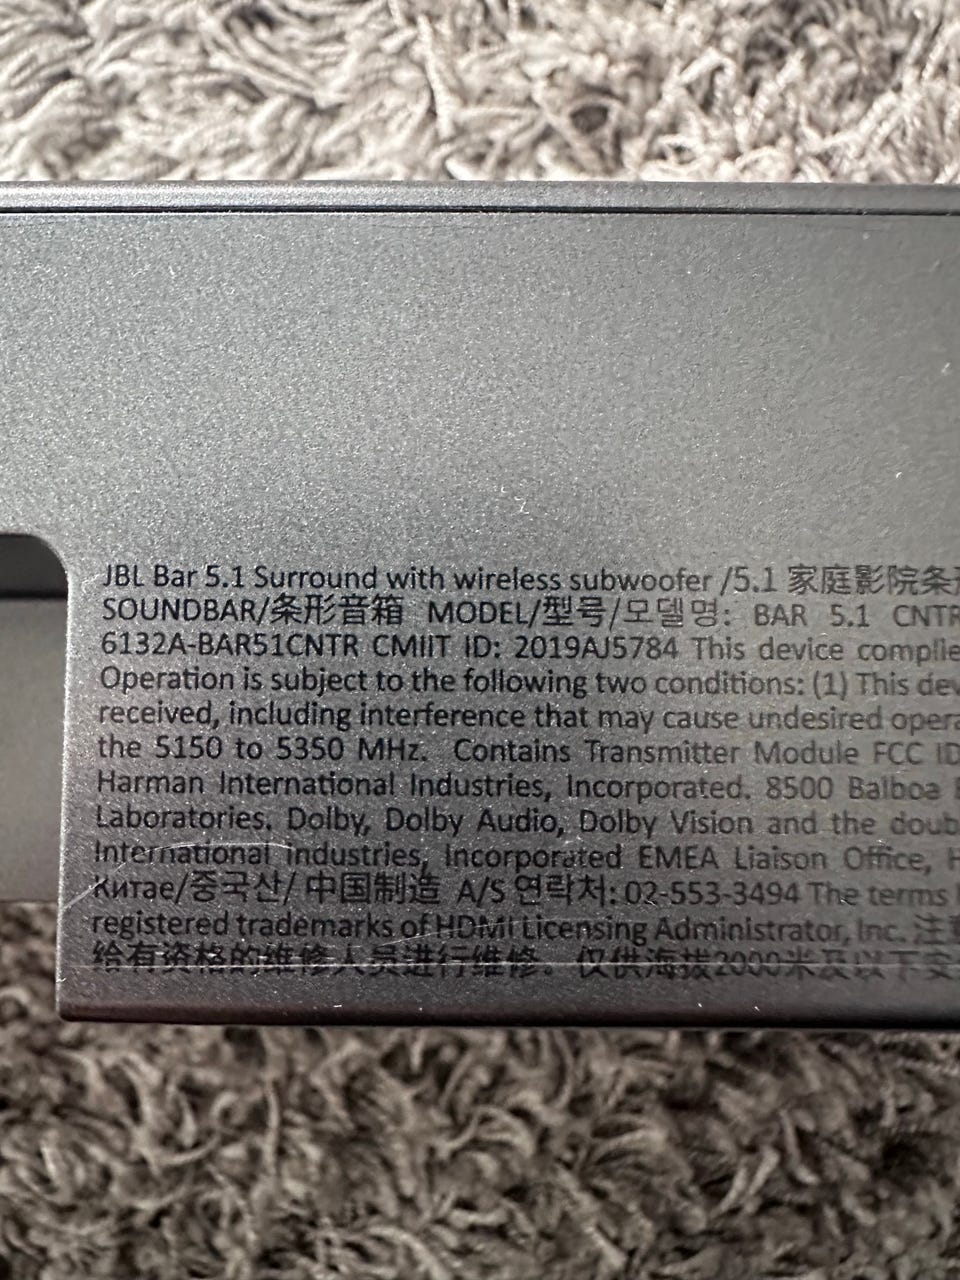 JBL Bar 5.1 Surround with wireless subwoofer /5.1 家庭影院条形
SOUNDBAR/条形音箱 MODEL/型号/모델명: BAR 5.1 CNTR
6132A-BAR51CNTR CMIIT ID: 2019AJ5784 This device complie
Operation is subject to the following two conditions: (1) This dev
received, including interference that may cause undesired opera
the 5150 to 5350 MHz. Contains Transmitter Module FCC ID
Harman International Industries, Incorporated. 8500 Balboa B
Laboratories. Dolby, Dolby Audio, Dolby Vision and the doub
International Industries, Incorporated EMEA Liaison Office, H
Китае/중국산/ 中国制造 A/S 연락처: 02-553-3494 The terms
registered trademarks of HDMI Licensing Administrator, Inc. 注意
给有资格的维修人员进行维修。 仅供海拔2000米及以下安